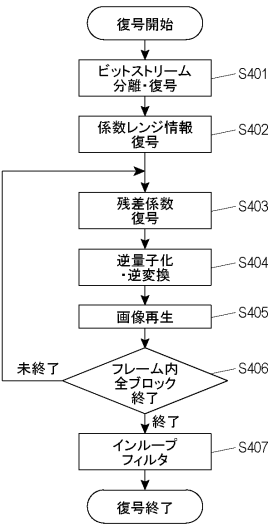 復号開始
ビットストリーム
分離・復号
S401
係数レンジ情報
復号
S402
残差係数
復号
S403
逆量子化
・逆変換
S404
画像再生
S405
フレーム内
全ブロック
終了
S406
未終了
終了
インループ
フィルタ
S407
復号終了